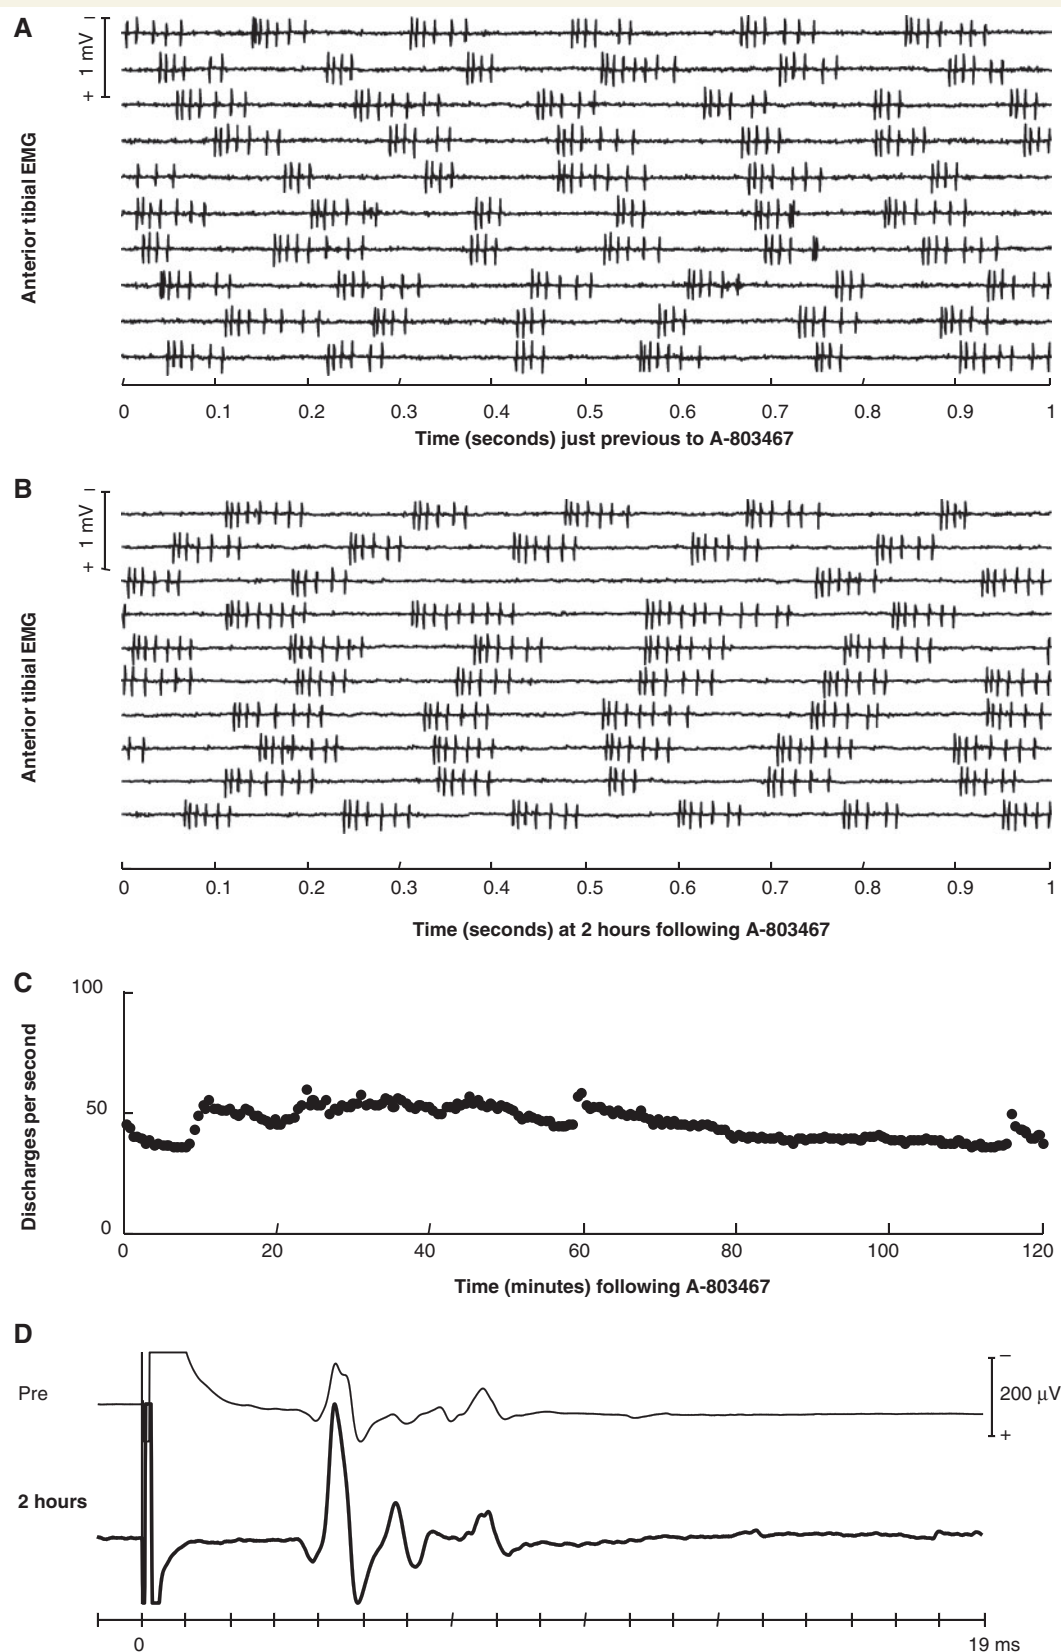 A
−
1 mV
+
Anterior tibial EMG
0 0.1 0.2 0.3 0.4 0.5 0.6 0.7 0.8 0.9 1
Time (seconds) just previous to A-803467
B
−
1 mV
+
Anterior tibial EMG
0 0.1 0.2 0.3 0.4 0.5 0.6 0.7 0.8 0.9 1
Time (seconds) at 2 hours following A-803467
C
100
50
0
Discharges per second
0 20 40 60 80 100 120
Time (minutes) following A-803467
D
Pre
−
200 μV
+
2 hours
0 19 ms